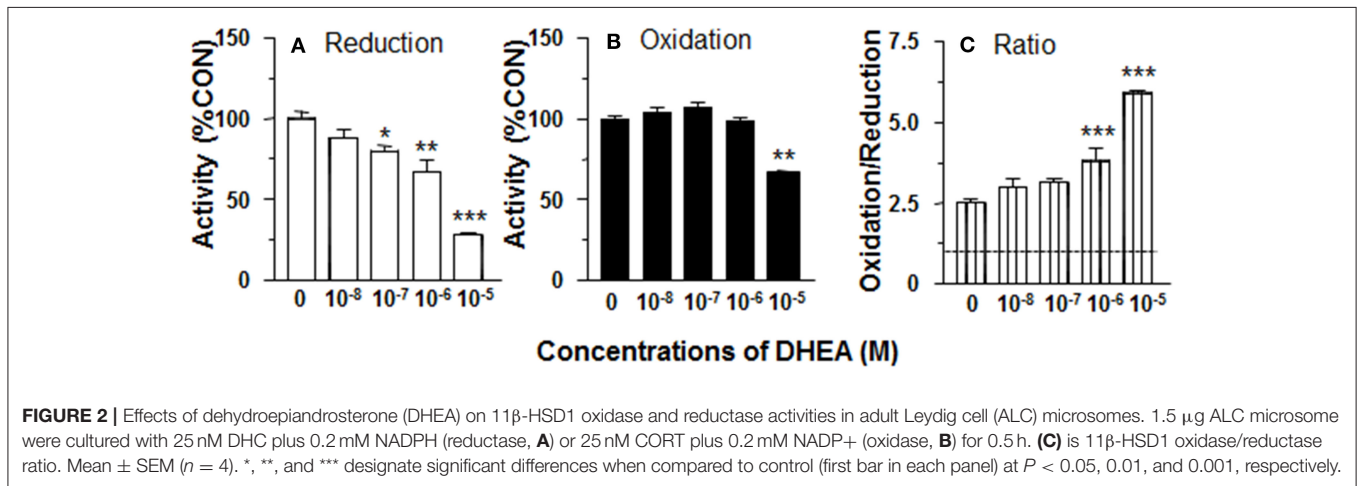 A Reduction
Activity (%CON)
150
100
50
0
*
**
***
0 10⁻⁸ 10⁻⁷ 10⁻⁶ 10⁻⁵
B Oxidation
Activity (%CON)
150
100
50
0
**
0 10⁻⁸ 10⁻⁷ 10⁻⁶ 10⁻⁵
C Ratio
Oxidation/Reduction
7.5
5.0
2.5
0
***
***
0 10⁻⁸ 10⁻⁷ 10⁻⁶ 10⁻⁵
Concentrations of DHEA (M)
FIGURE 2 | Effects of dehydroepiandrosterone (DHEA) on 11β-HSD1 oxidase and reductase activities in adult Leydig cell (ALC) microsomes. 1.5 μg ALC microsome
were cultured with 25 nM DHC plus 0.2 mM NADPH (reductase, A) or 25 nM CORT plus 0.2 mM NADP+ (oxidase, B) for 0.5 h. (C) is 11β-HSD1 oxidase/reductase
ratio. Mean ± SEM (n = 4). *, **, and *** designate significant differences when compared to control (first bar in each panel) at P < 0.05, 0.01, and 0.001, respectively.